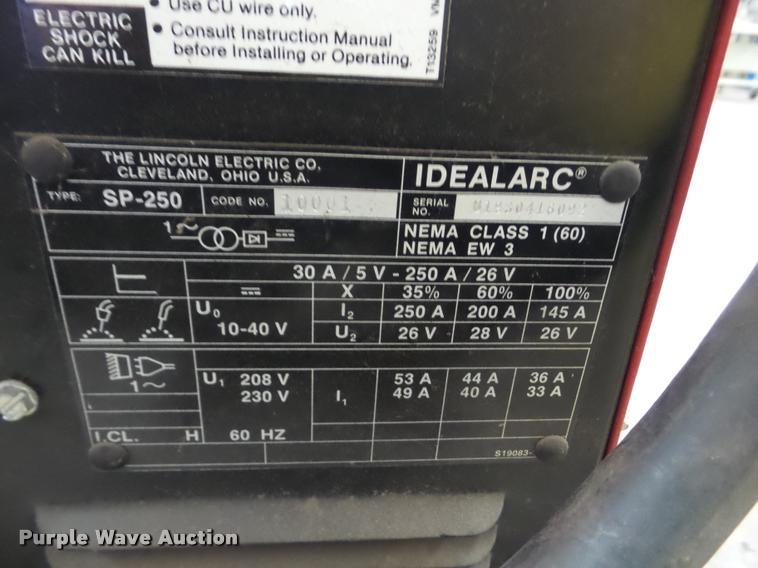 • Use CU wire only.
ELECTRIC SHOCK CAN KILL
• Consult Instruction Manual before Installing or Operating.
T13259
THE LINCOLN ELECTRIC CO.
CLEVELAND, OHIO U.S.A.
IDEALARC®
TYPE: SP-250 CODE NO. SERIAL NO.
1~ NEMA CLASS 1 (60)
NEMA EW 3
30 A / 5 V - 250 A / 26 V
X 35% 60% 100%
U0 10-40 V I2 250 A 200 A 145 A
U2 26 V 28 V 26 V
1~ U1 208 V 230 V I1 53 A 44 A 36 A
49 A 40 A 33 A
I.CL. H 60 HZ
S19083-
Purple Wave Auction